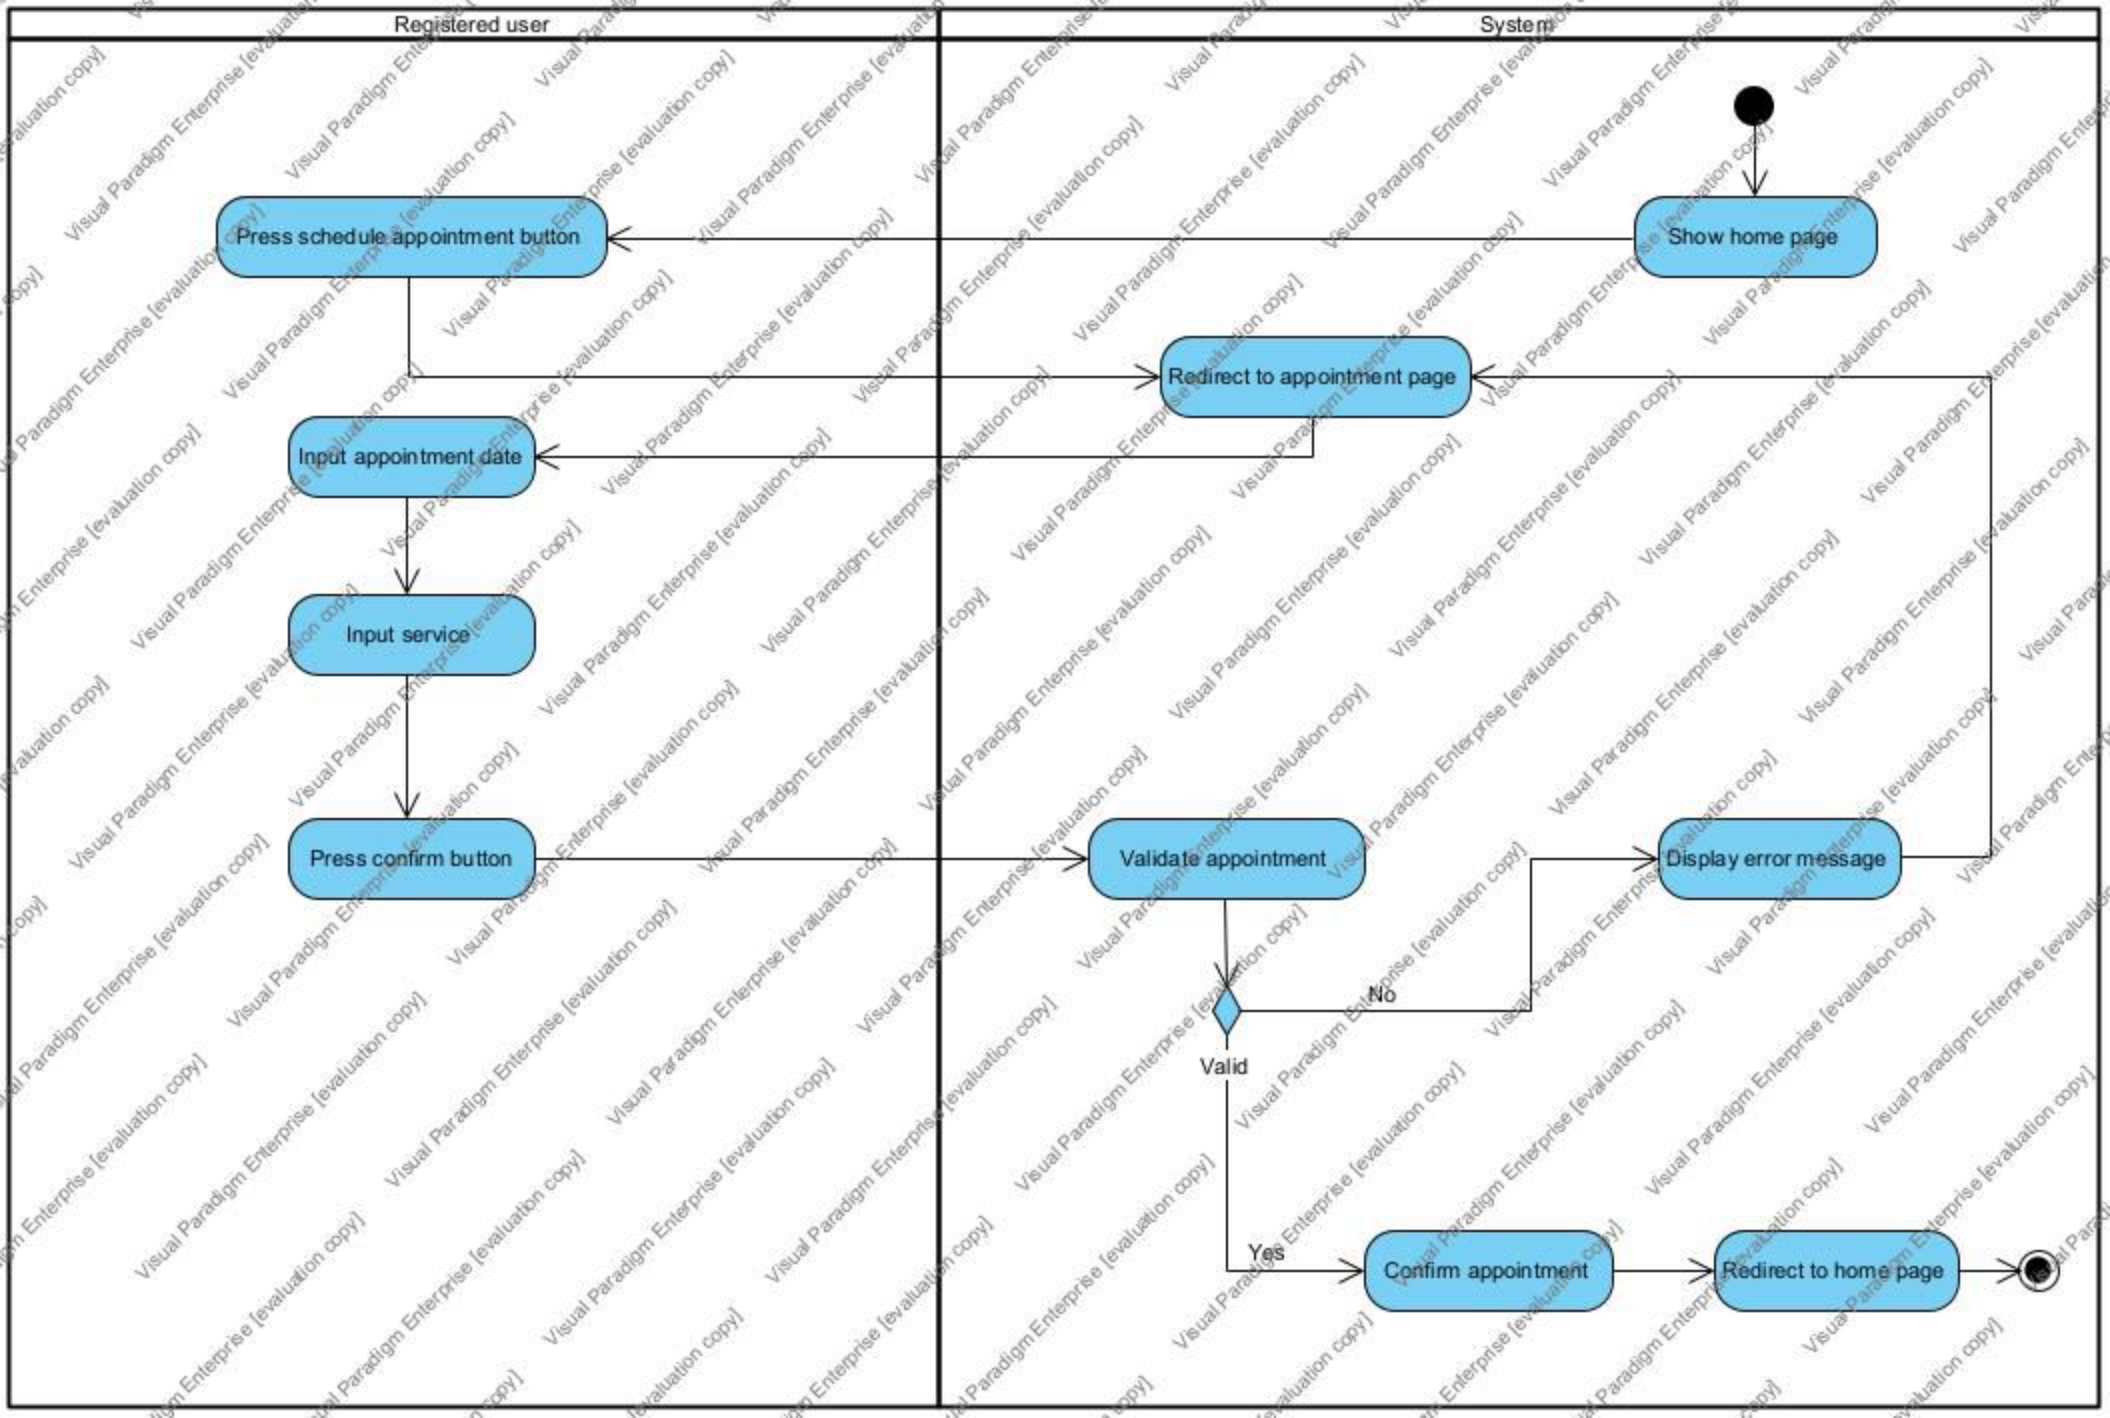 Registered user
System
Press schedule appointment button
Show home page
Redirect to appointment page
Input appointment date
Input service
Press confirm button
Validate appointment
Display error message
No
Valid
Yes
Confirm appointment
Redirect to home page
Visual Paradigm Enterprise [evaluation copy]